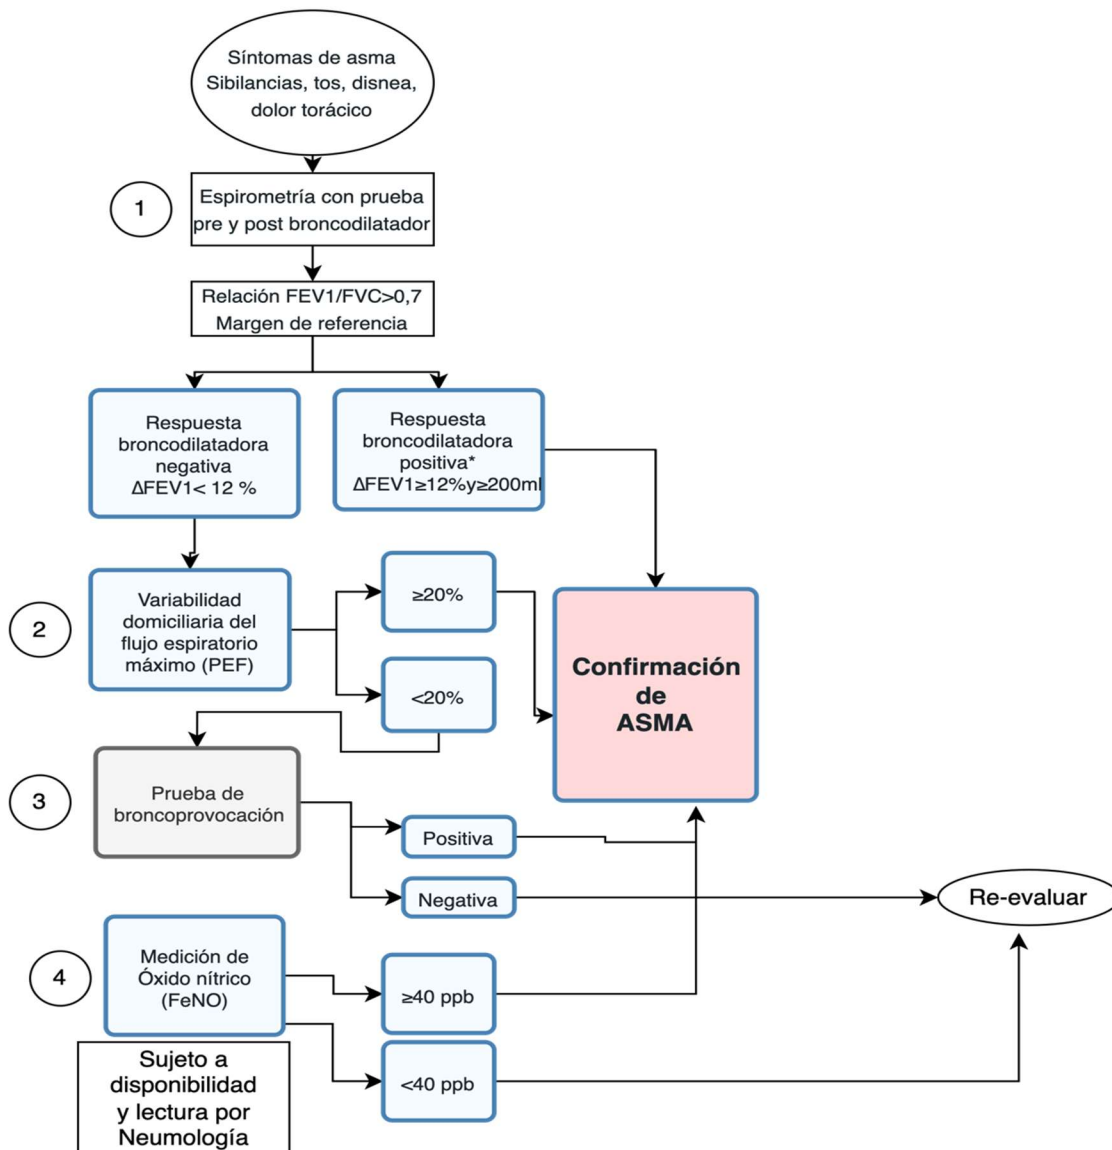 Síntomas de asma
Sibilancias, tos, disnea,
dolor torácico
1
Espirometría con prueba
pre y post broncodilatador
Relación FEV1/FVC>0,7
Margen de referencia
Respuesta
broncodilatadora
negativa
ΔFEV1< 12 %
Respuesta
broncodilatadora
positiva*
ΔFEV1≥12%y≥200ml
2
Variabilidad
domiciliaria del
flujo espiratorio
máximo (PEF)
≥20%
<20%
Confirmación
de
ASMA
3
Prueba de
broncoprovocación
Positiva
Negativa
Re-evaluar
4
Medición de
Óxido nítrico
(FeNO)
≥40 ppb
<40 ppb
Sujeto a
disponibilidad
y lectura por
Neumología